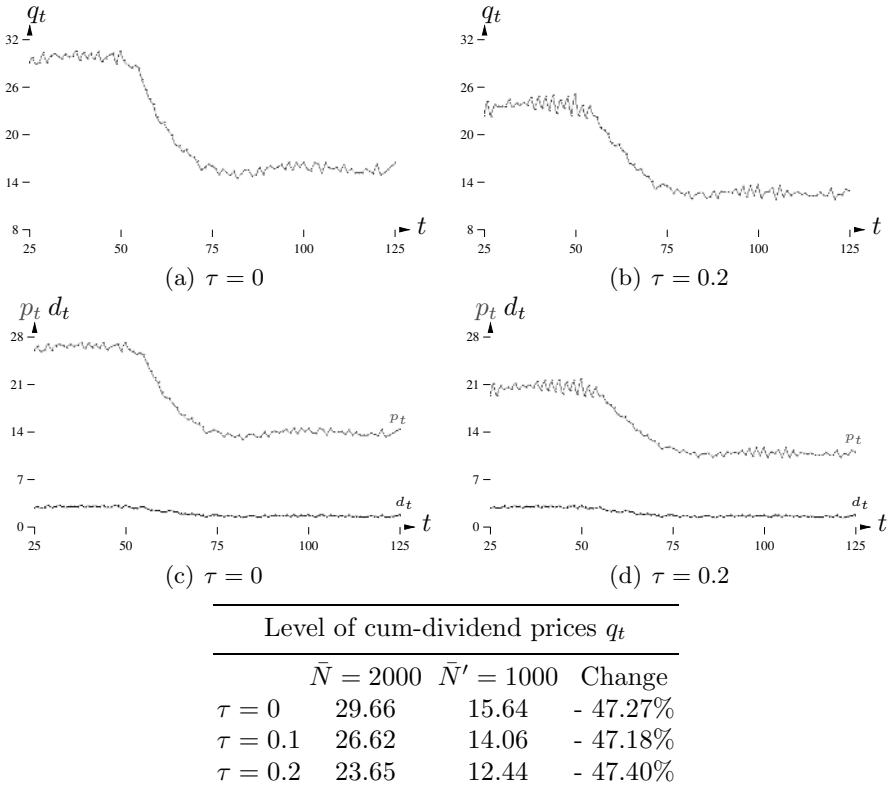 q_t q_t
32 32
26 26
20 20
14 14
8 8
t t
25 50 75 100 125 25 50 75 100 125
(a) τ = 0 (b) τ = 0.2
p_t d_t p_t d_t
28 28
21 21
14 14
p_t p_t
7 7
d_t d_t
0 0
t t
25 50 75 100 125 25 50 75 100 125
(c) τ = 0 (d) τ = 0.2
Level of cum-dividend prices q_t
N̄ = 2000 N̄′ = 1000 Change
τ = 0 29.66 15.64 - 47.27%
τ = 0.1 26.62 14.06 - 47.18%
τ = 0.2 23.65 12.44 - 47.40%